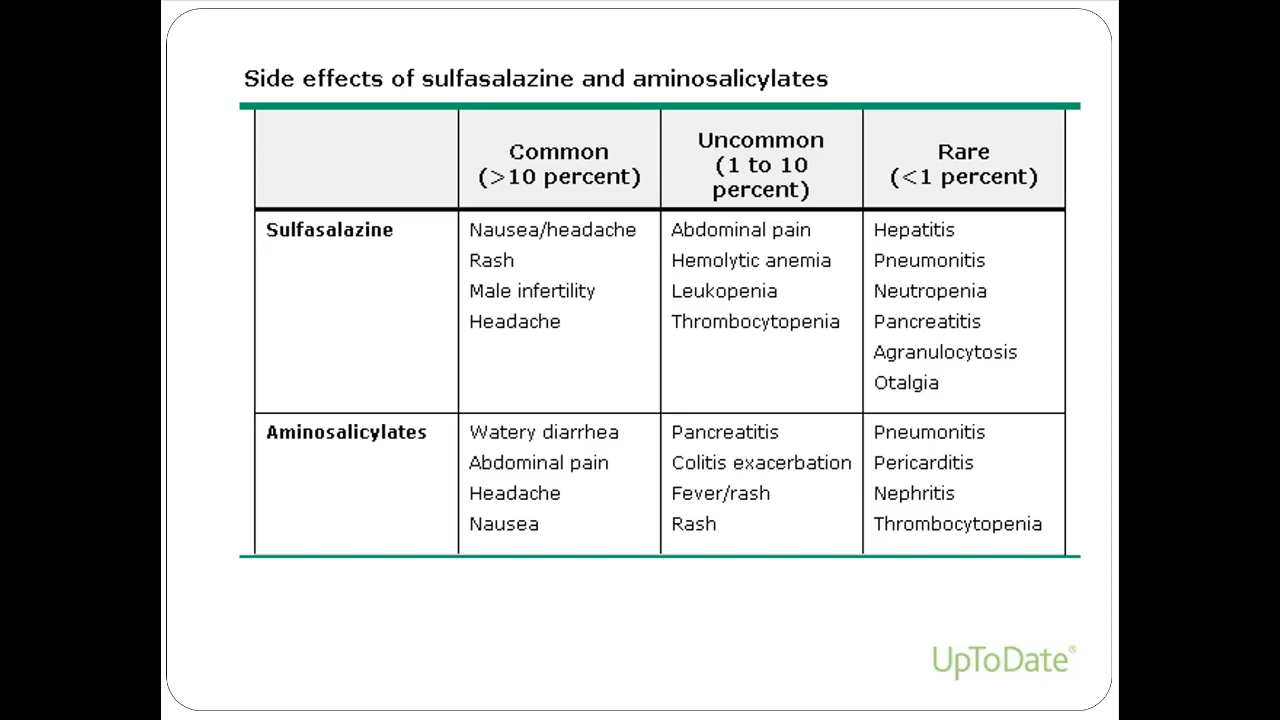 Side effects of sulfasalazine and aminosalicylates
Common
(>10 percent)
Uncommon
(1 to 10
percent)
Rare
(<1 percent)
Sulfasalazine
Nausea/headache
Rash
Male infertility
Headache
Abdominal pain
Hemolytic anemia
Leukopenia
Thrombocytopenia
Hepatitis
Pneumonitis
Neutropenia
Pancreatitis
Agranulocytosis
Otalgia
Aminosalicylates
Watery diarrhea
Abdominal pain
Headache
Nausea
Pancreatitis
Colitis exacerbation
Fever/rash
Rash
Pneumonitis
Pericarditis
Nephritis
Thrombocytopenia
UpToDate®